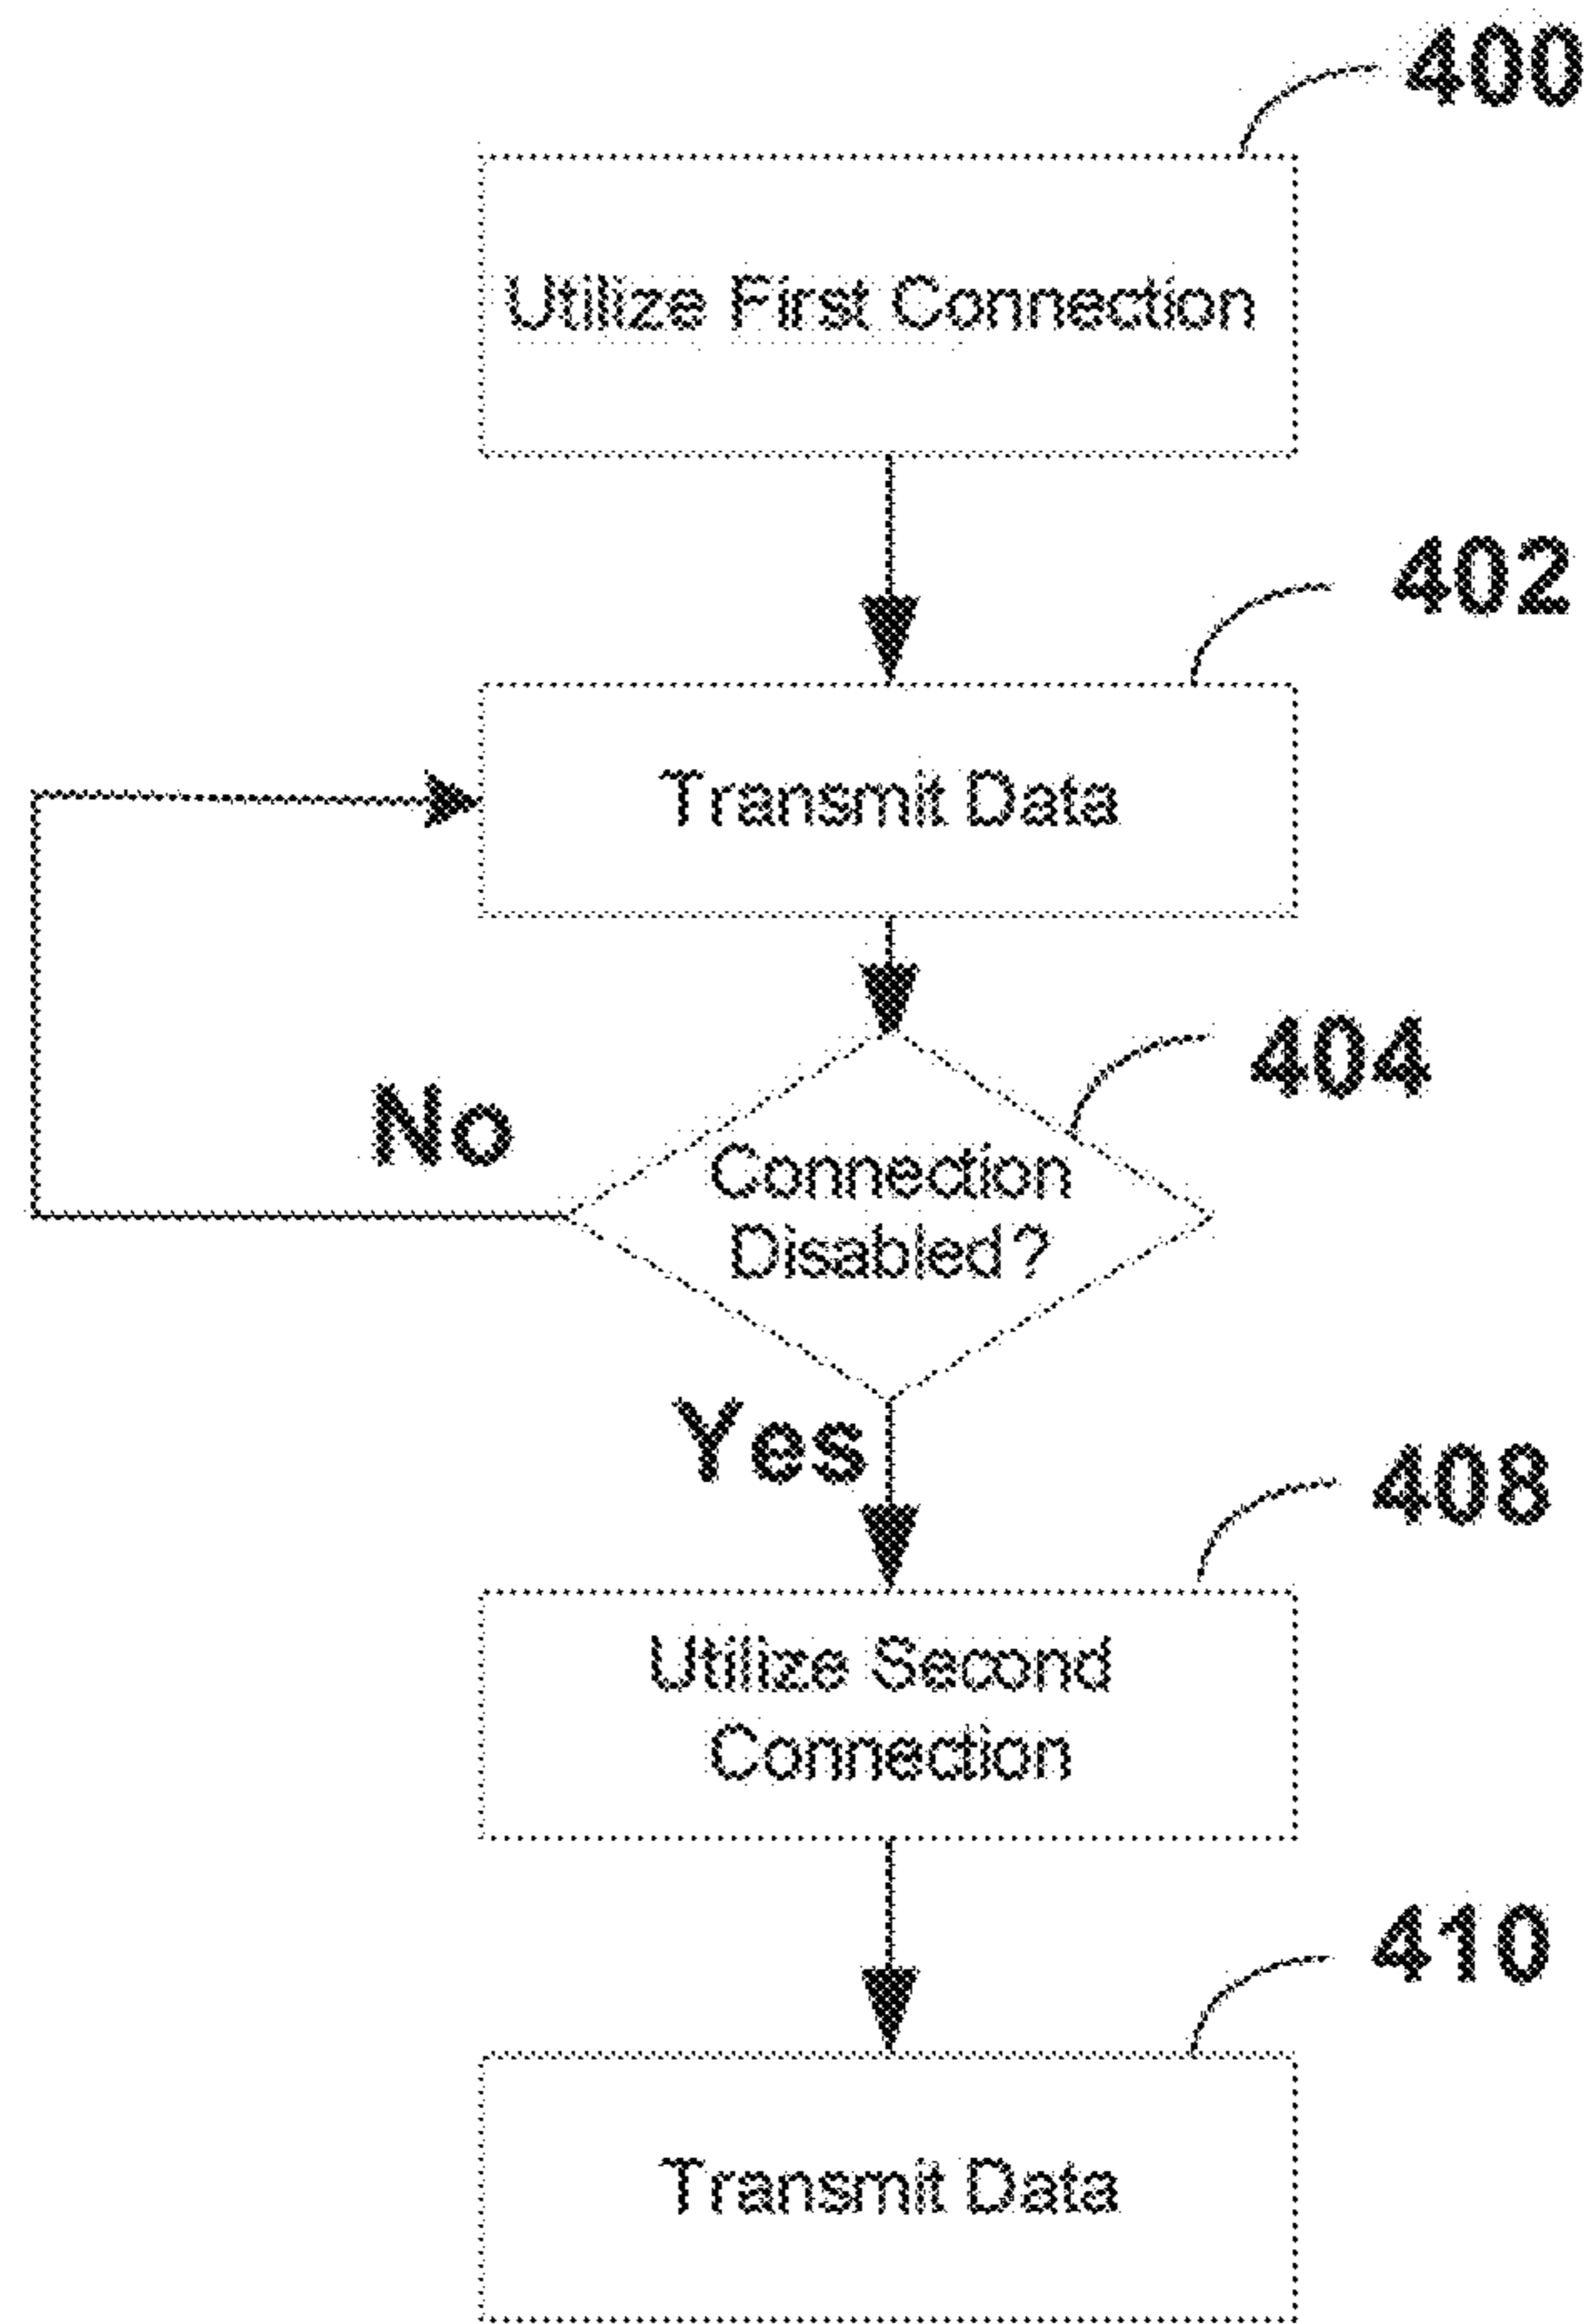 400
Utilize First Connection
402
Transmit Data
404
No
Connection
Disabled?
Yes
408
Utilize Second
Connection
410
Transmit Data